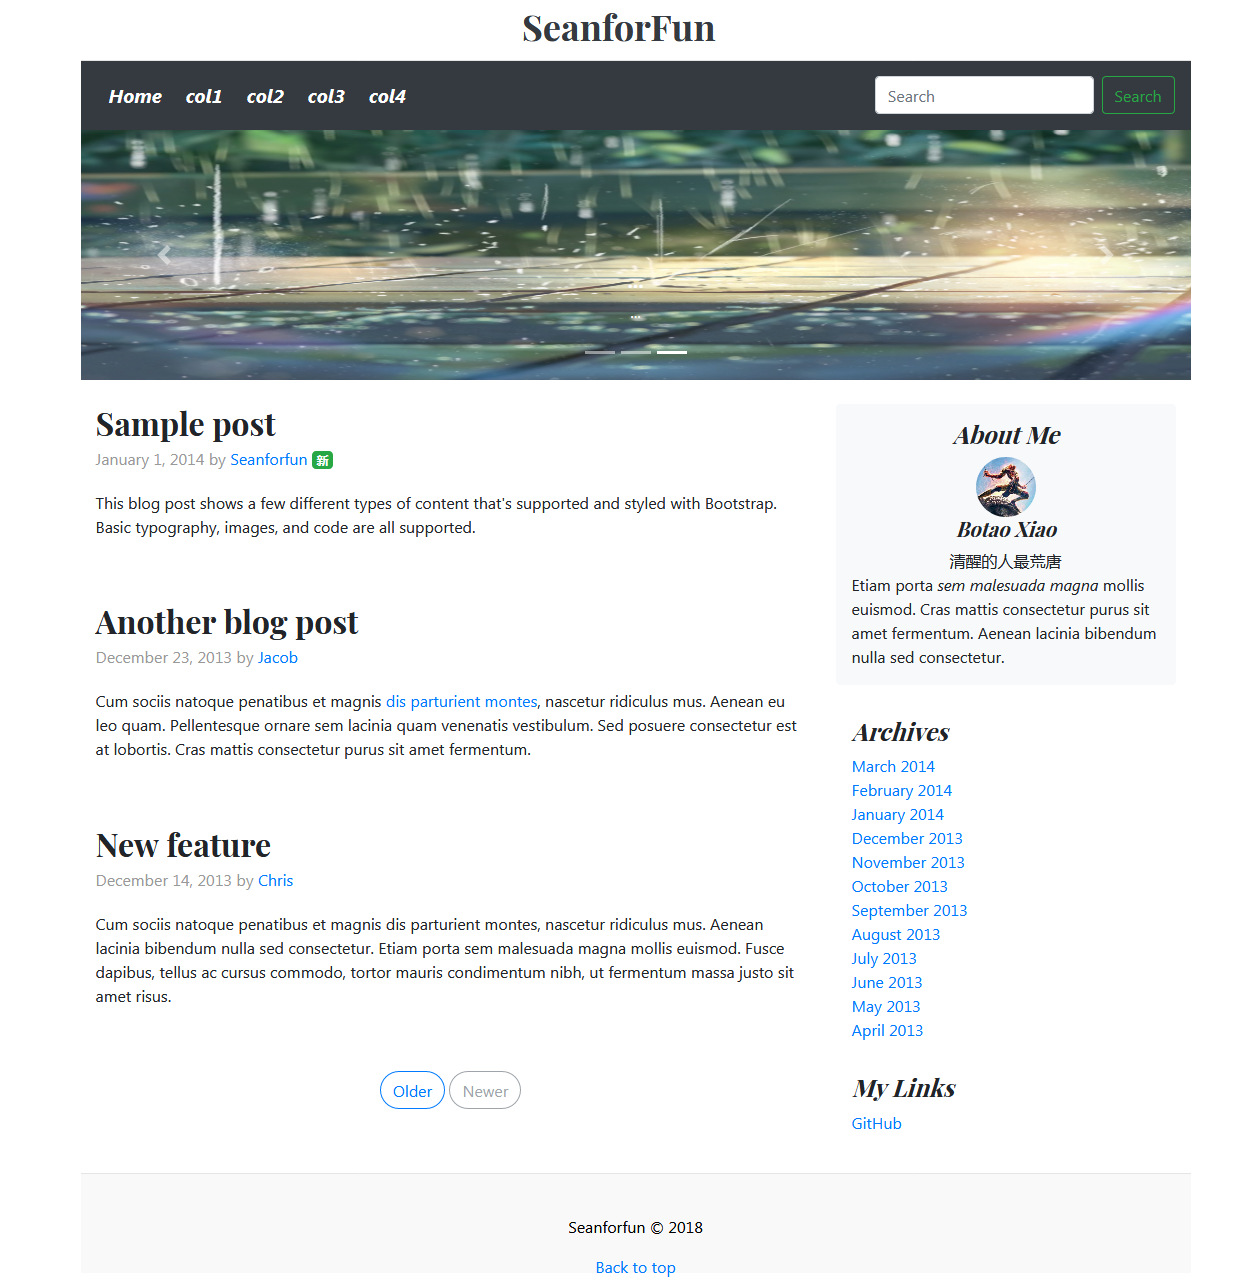 SeanforFun
Home col1 col2 col3 col4 Search Search
...
Sample post
January 1, 2014 by Seanforfun 新
This blog post shows a few different types of content that's supported and styled with Bootstrap.
Basic typography, images, and code are all supported.
Another blog post
December 23, 2013 by Jacob
Cum sociis natoque penatibus et magnis dis parturient montes, nascetur ridiculus mus. Aenean eu
leo quam. Pellentesque ornare sem lacinia quam venenatis vestibulum. Sed posuere consectetur est
at lobortis. Cras mattis consectetur purus sit amet fermentum.
New feature
December 14, 2013 by Chris
Cum sociis natoque penatibus et magnis dis parturient montes, nascetur ridiculus mus. Aenean
lacinia bibendum nulla sed consectetur. Etiam porta sem malesuada magna mollis euismod. Fusce
dapibus, tellus ac cursus commodo, tortor mauris condimentum nibh, ut fermentum massa justo sit
amet risus.
Older Newer
About Me
Botao Xiao
清醒的人最荒唐
Etiam porta sem malesuada magna mollis
euismod. Cras mattis consectetur purus sit
amet fermentum. Aenean lacinia bibendum
nulla sed consectetur.
Archives
March 2014
February 2014
January 2014
December 2013
November 2013
October 2013
September 2013
August 2013
July 2013
June 2013
May 2013
April 2013
My Links
GitHub
Seanforfun © 2018
Back to top